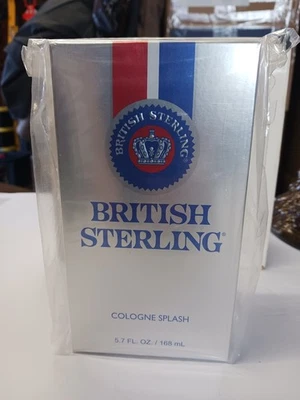 BRITISH STERLING
BRITISH
STERLING®
COLOGNE SPLASH
5.7 FL. OZ. / 168 mL